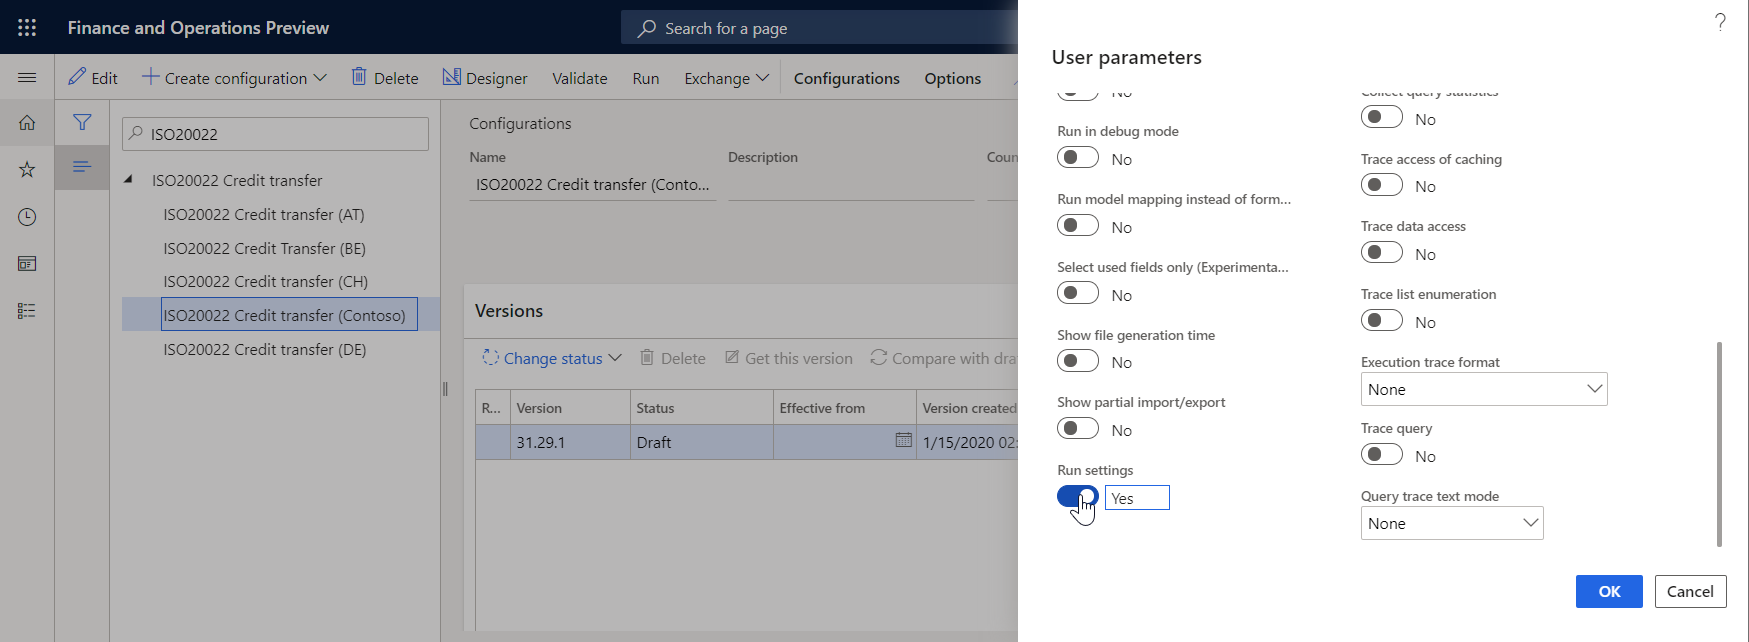 Finance and Operations Preview
Search for a page
Edit
Create configuration
Delete
Designer
Validate
Run
Exchange
Configurations
Options
ISO20022
ISO20022 Credit transfer
ISO20022 Credit transfer (AT)
ISO20022 Credit Transfer (BE)
ISO20022 Credit transfer (CH)
ISO20022 Credit transfer (Contoso)
ISO20022 Credit transfer (DE)
Configurations
Name
Description
Coun
ISO20022 Credit transfer (Conto...
Versions
Change status
Delete
Get this version
Compare with dra
R...
Version
Status
Effective from
Version created
31.29.1
Draft
1/15/2020 02:
?
User parameters
No
Run in debug mode
No
Run model mapping instead of form...
No
Select used fields only (Experimenta...
No
Show file generation time
No
Show partial import/export
No
Run settings
Yes
Collect query statistics
No
Trace access of caching
No
Trace data access
No
Trace list enumeration
No
Execution trace format
None
Trace query
No
Query trace text mode
None
OK
Cancel